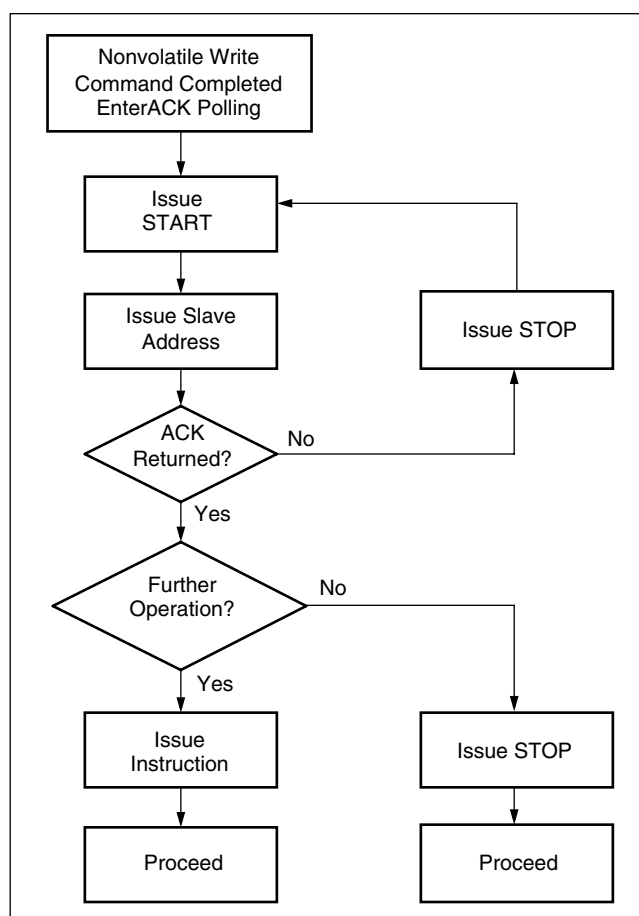 Nonvolatile Write
Command Completed
EnterACK Polling
Issue
START
Issue Slave
Address
Issue STOP
ACK
Returned?
No
Yes
Further
Operation?
No
Yes
Issue
Instruction
Issue STOP
Proceed
Proceed